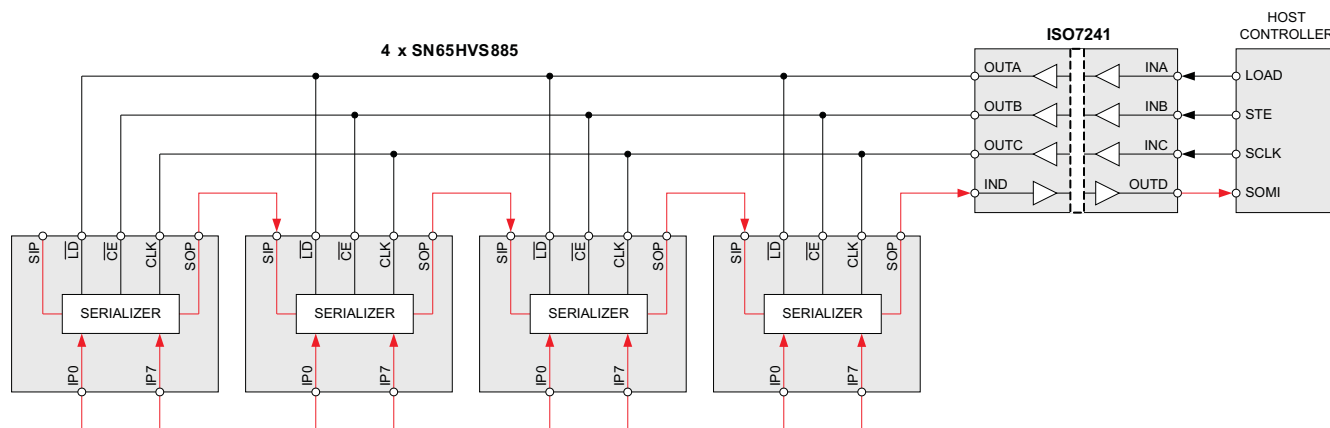 HOST
CONTROLLER
ISO7241
4 x SN65HVS885
OUTA
INA
LOAD
OUTB
INB
STE
OUTC
INC
SCLK
IND
OUTD
SOMI
SIP
LD
CE
CLK
SOP
SIP
LD
CE
CLK
SOP
SIP
LD
CE
CLK
SOP
SIP
LD
CE
CLK
SOP
SERIALIZER
SERIALIZER
SERIALIZER
SERIALIZER
IP0
IP7
IP0
IP7
IP0
IP7
IP0
IP7